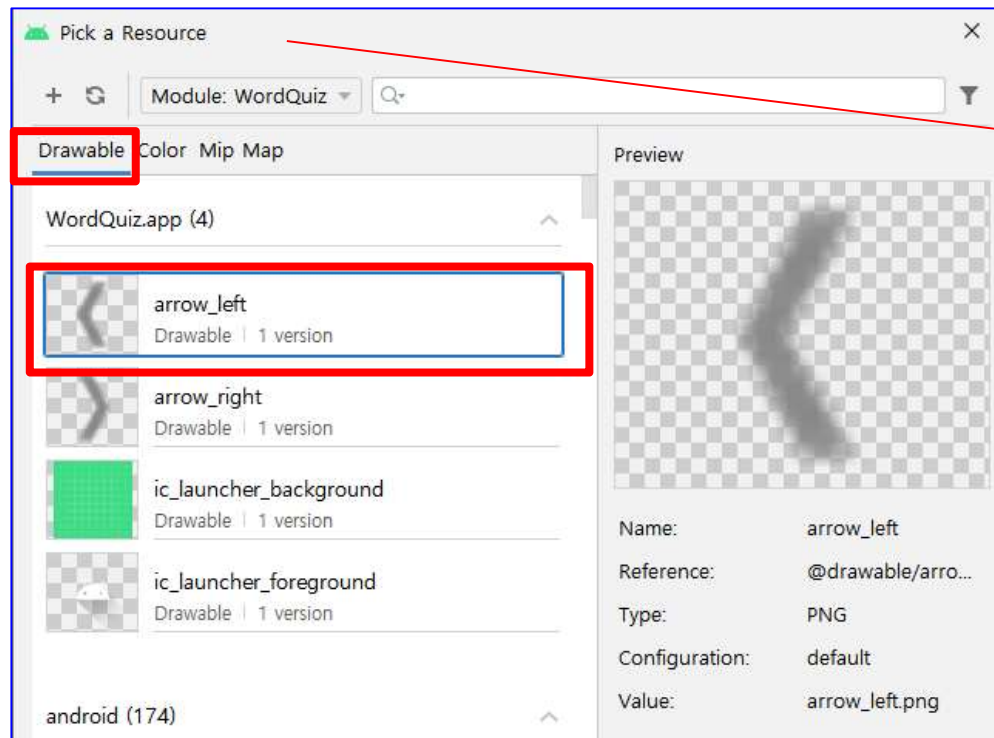 Pick a Resource
Module: WordQuiz
Drawable Color Mip Map
WordQuiz.app (4)
arrow_left
Drawable | 1 version
arrow_right
Drawable | 1 version
ic_launcher_background
Drawable | 1 version
ic_launcher_foreground
Drawable | 1 version
android (174)
Preview
Name: arrow_left
Reference: @drawable/arro...
Type: PNG
Configuration: default
Value: arrow_left.png